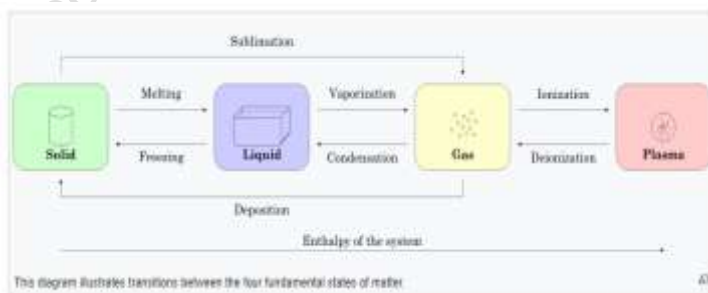 Sublimation
Melting Vaporization Ionization
Solid Liquid Gas Plasma
Freezing Condensation Deionization
Deposition
Enthalpy of the system
This diagram illustrates transitions between the four fundamental states of matter.